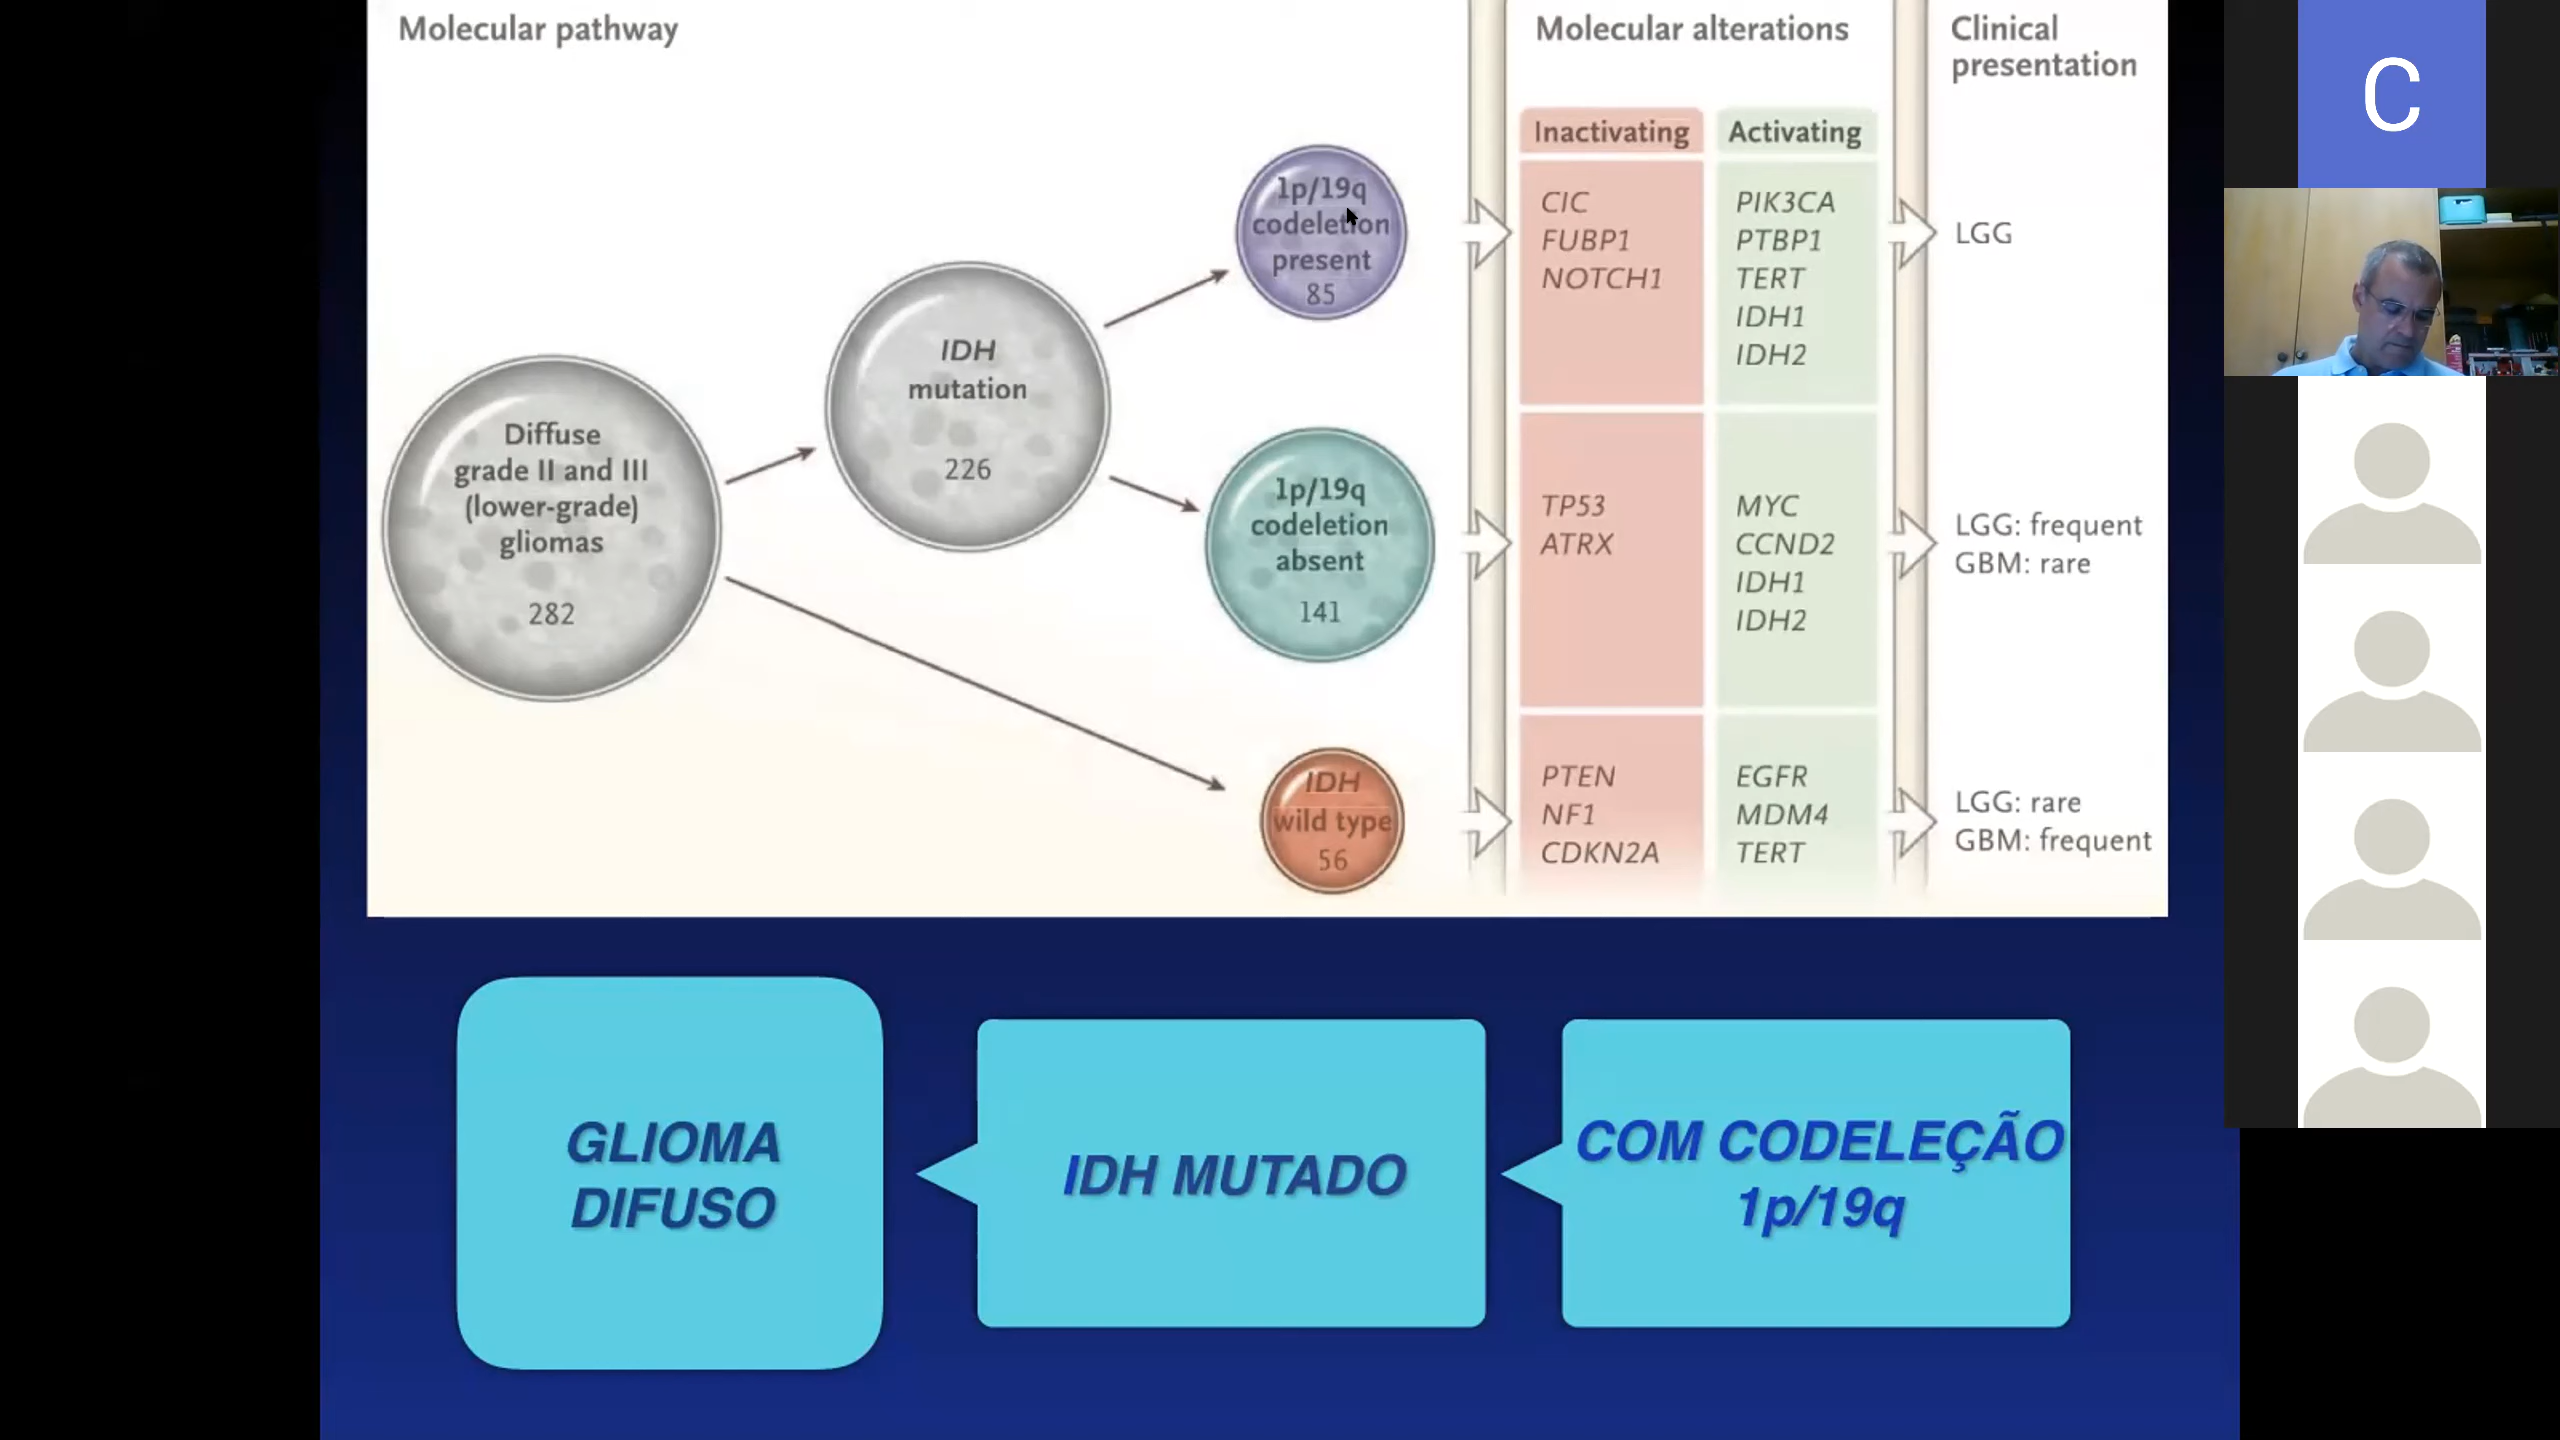 Molecular pathway
Molecular alterations
Clinical
presentation
Inactivating
Activating
Diffuse
grade II and III
(lower-grade)
gliomas
282
IDH
mutation
226
1p/19q
codeletion
present
85
CIC
FUBP1
NOTCH1
PIK3CA
PTBP1
TERT
IDH1
IDH2
LGG
1p/19q
codeletion
absent
141
TP53
ATRX
MYC
CCND2
IDH1
IDH2
LGG: frequent
GBM: rare
IDH
wild type
56
PTEN
NF1
CDKN2A
EGFR
MDM4
TERT
LGG: rare
GBM: frequent
GLIOMA
DIFUSO
IDH MUTADO
COM CODELEÇÃO
1p/19q
C